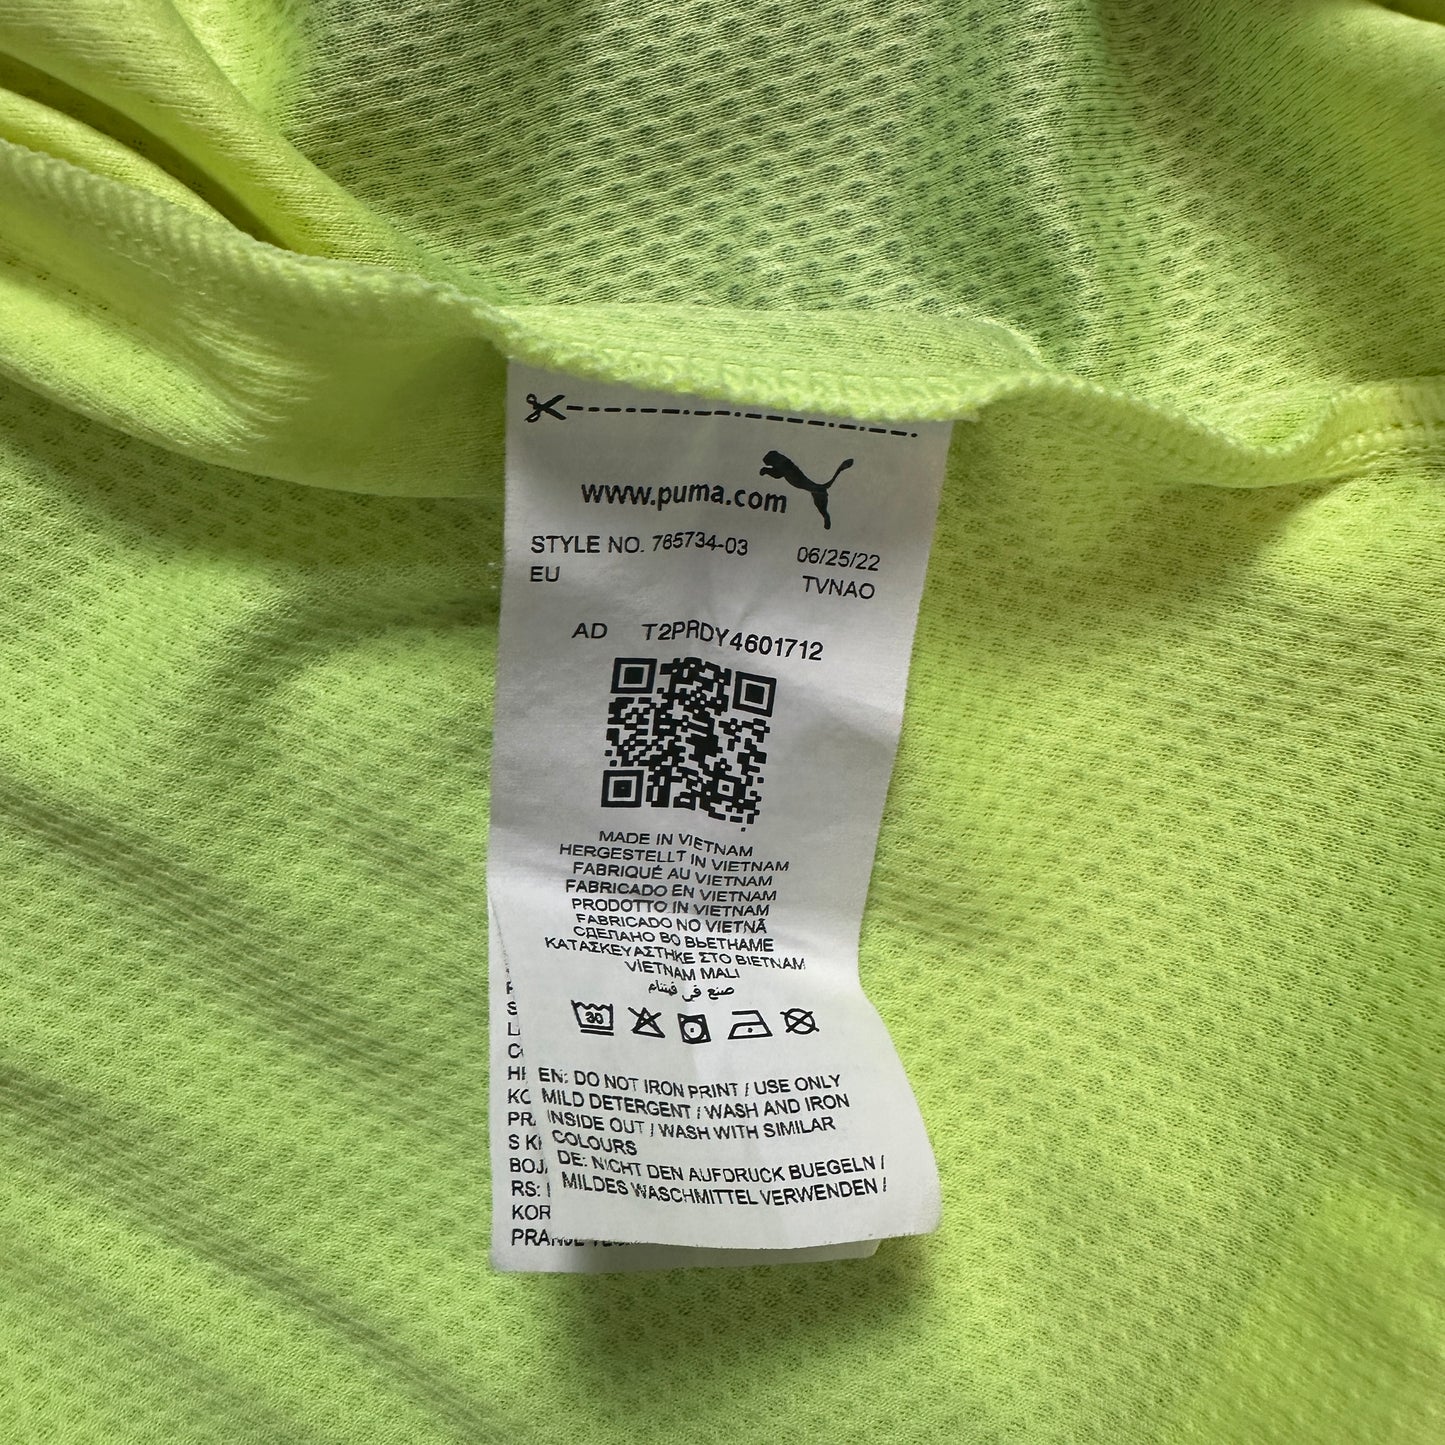 www.puma.com
STYLE NO. 765734-03 06/25/22
EU TVNAO
AD T2PRDY4601712
MADE IN VIETNAM
HERGESTELLT IN VIETNAM
FABRIQUÉ AU VIETNAM
FABRICADO EN VIETNAM
PRODOTTO IN VIETNAM
FABRICADO NO VIETNÃ
СДЕЛАНО ВО ВЬЕТНАМЕ
ΚΑΤΑΣΚΕΥΑΣΤΗΚΕ ΣΤΟ ΒΙΕΤΝΑΜ
VIETNAM MALI
صنع في فيتنام
30
EN: DO NOT IRON PRINT / USE ONLY
MILD DETERGENT / WASH AND IRON
INSIDE OUT / WASH WITH SIMILAR
COLOURS
DE: NICHT DEN AUFDRUCK BUEGELN /
MILDES WASCHMITTEL VERWENDEN /
RS:
KOR